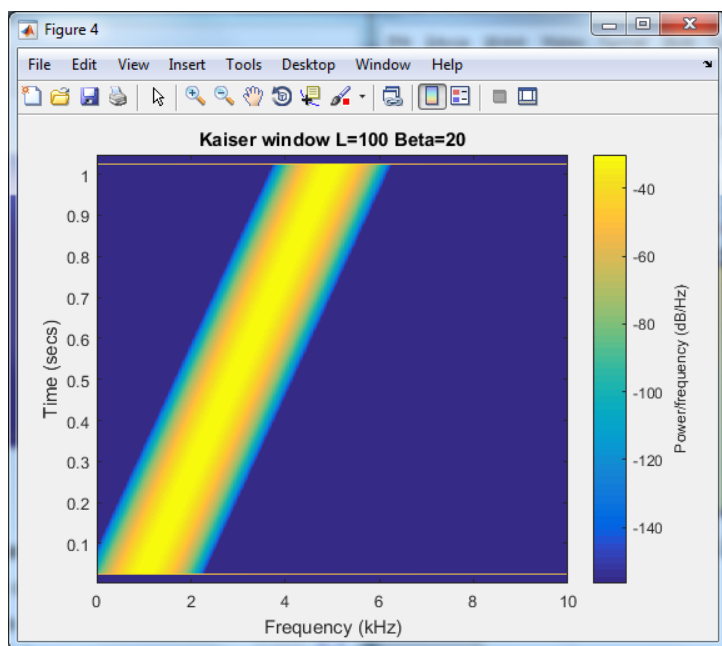 Figure 4
File Edit View Insert Tools Desktop Window Help
Kaiser window L=100 Beta=20
1
0.9
0.8
0.7
0.6
0.5
0.4
0.3
0.2
0.1
Time (secs)
0 2 4 6 8 10
Frequency (kHz)
-40
-60
-80
-100
-120
-140
Power/frequency (dB/Hz)